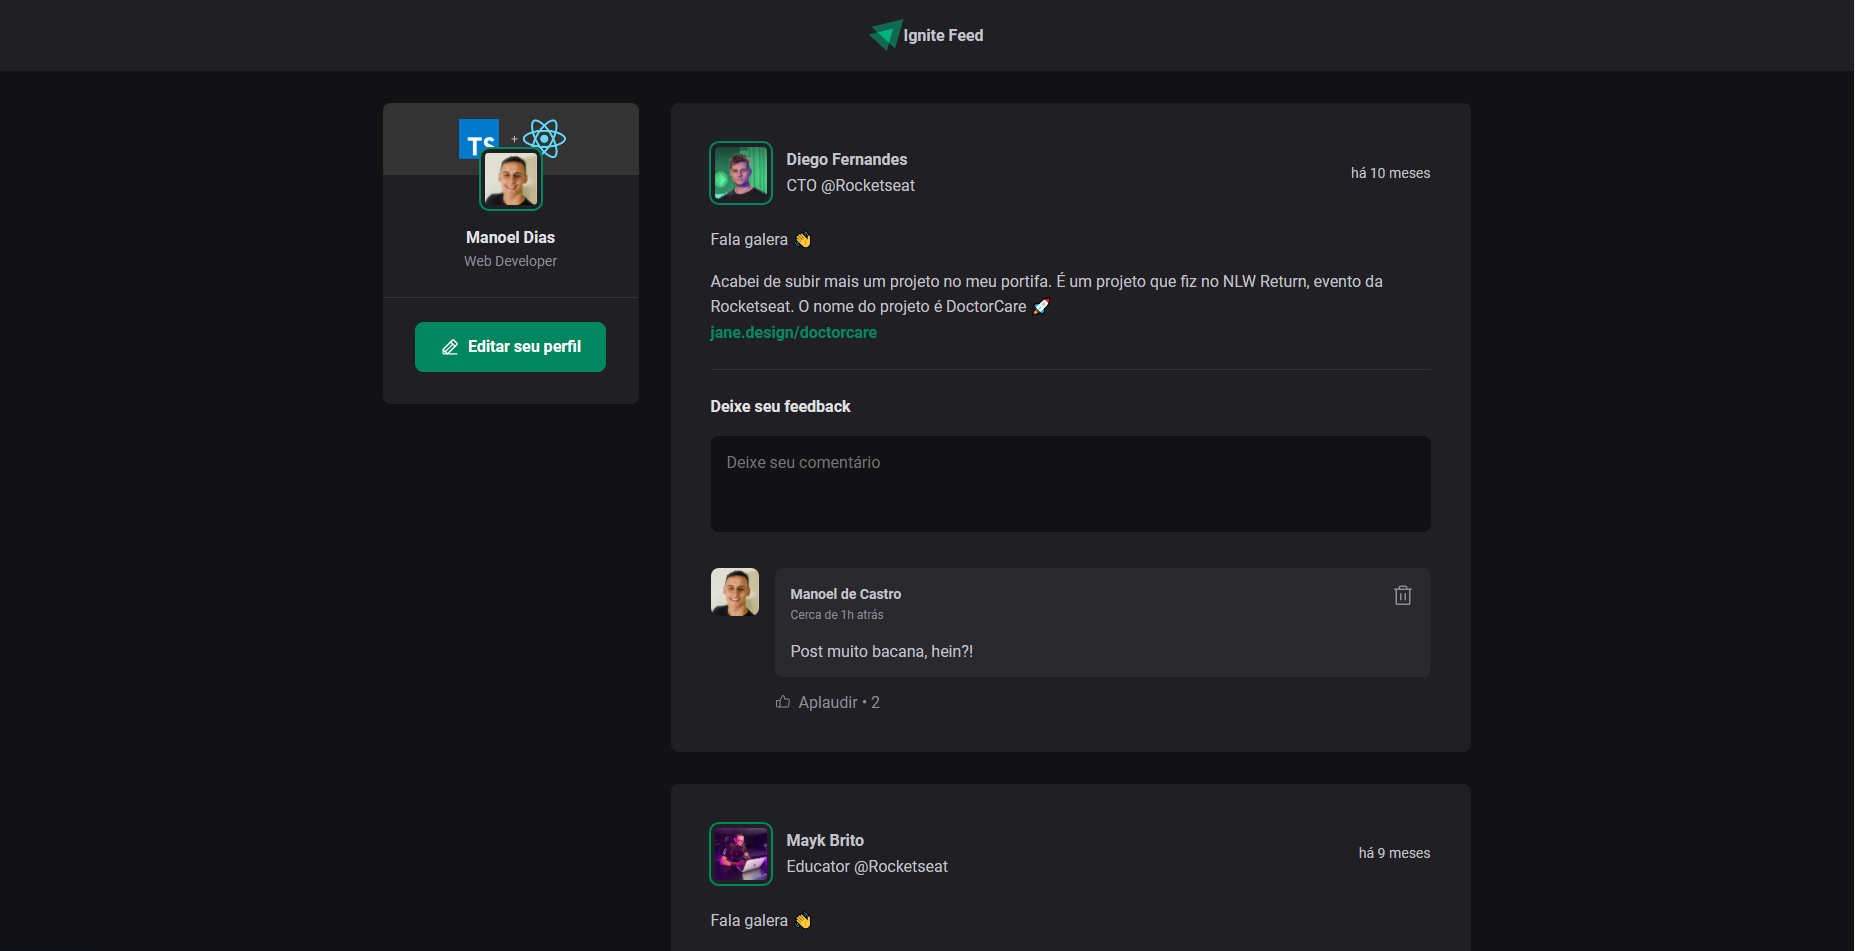 Ignite Feed
TS
+
Manoel Dias
Web Developer
Editar seu perfil
Diego Fernandes
CTO @Rocketseat
há 10 meses
Fala galera 👋
Acabei de subir mais um projeto no meu portifa. É um projeto que fiz no NLW Return, evento da
Rocketseat. O nome do projeto é DoctorCare 🚀
jane.design/doctorcare
Deixe seu feedback
Deixe seu comentário
Manoel de Castro
Cerca de 1h atrás
Post muito bacana, hein?!
Aplaudir • 2
Mayk Brito
Educator @Rocketseat
há 9 meses
Fala galera 👋